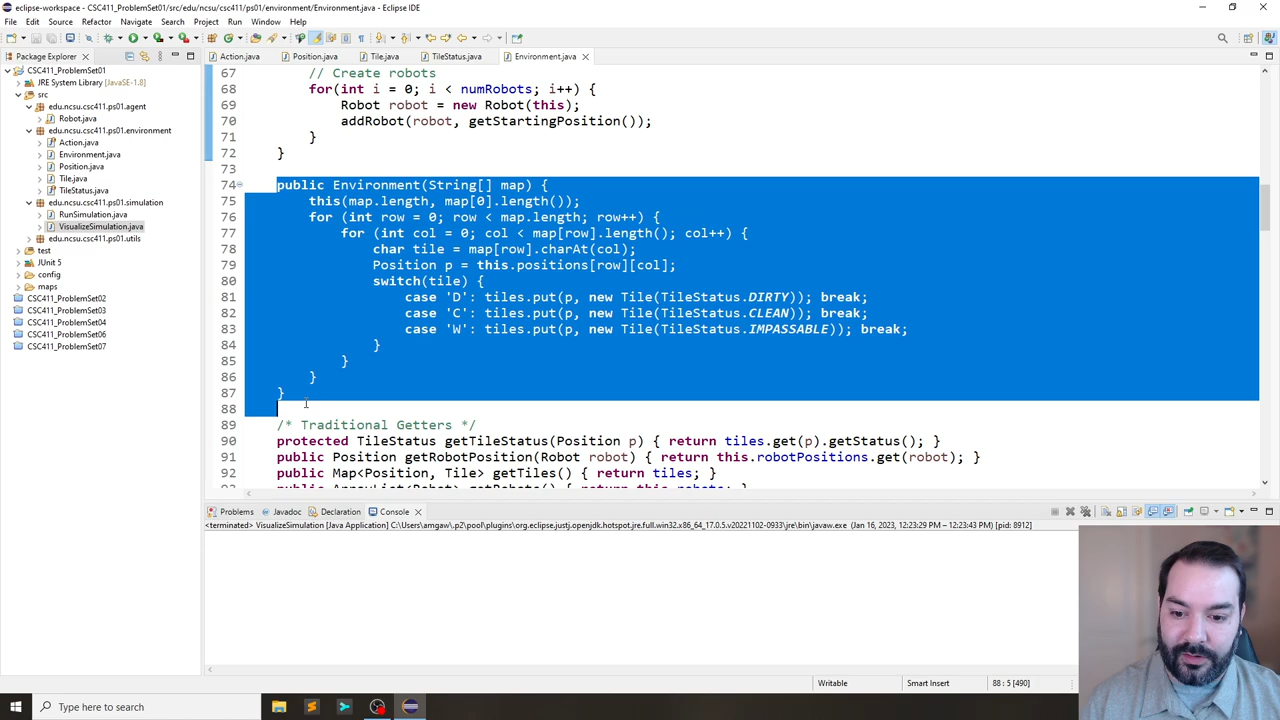 eclipse-workspace - CSC411_ProblemSet01/src/edu/ncsu/csc411/ps01/environment/Environment.java - Eclipse IDE
File Edit Source Refactor Navigate Search Project Run Window Help
Package Explorer
Action.java Position.java Tile.java TileStatus.java Environment.java
CSC411_ProblemSet01
JRE System Library [JavaSE-1.8]
src
edu.ncsu.csc411.ps01.agent
Robot.java
edu.ncsu.csc411.ps01.environment
Action.java
Environment.java
Position.java
Tile.java
TileStatus.java
edu.ncsu.csc411.ps01.simulation
RunSimulation.java
VisualizeSimulation.java
edu.ncsu.csc411.ps01.utils
test
JUnit 5
config
maps
CSC411_ProblemSet02
CSC411_ProblemSet03
CSC411_ProblemSet04
CSC411_ProblemSet06
CSC411_ProblemSet07
67 // Create robots
68 for(int i = 0; i < numRobots; i++) {
69 Robot robot = new Robot(this);
70 addRobot(robot, getStartingPosition());
71 }
72 }
73
74 public Environment(String[] map) {
75 this(map.length, map[0].length());
76 for (int row = 0; row < map.length; row++) {
77 for (int col = 0; col < map[row].length(); col++) {
78 char tile = map[row].charAt(col);
79 Position p = this.positions[row][col];
80 switch(tile) {
81 case 'D': tiles.put(p, new Tile(TileStatus.DIRTY)); break;
82 case 'C': tiles.put(p, new Tile(TileStatus.CLEAN)); break;
83 case 'W': tiles.put(p, new Tile(TileStatus.IMPASSABLE)); break;
84 }
85 }
86 }
87 }
88
89 /* Traditional Getters */
90 protected TileStatus getTileStatus(Position p) { return tiles.get(p).getStatus(); }
91 public Position getRobotPosition(Robot robot) { return this.robotPositions.get(robot); }
92 public Map<Position, Tile> getTiles() { return tiles; }
93 public ArrayList<Robot> getRobots() { return this.robots; }
Problems Javadoc Declaration Console
<terminated> VisualizeSimulation [Java Application] C:\Users\amgaw\.p2\pool\plugins\org.eclipse.justj.openjdk.hotspot.jre.full.win32.x86_64_17.0.5.v20221102-0933\jre\bin\javaw.exe (Jan 16, 2023, 12:23:29 PM – 12:23:43 PM) [pid: 8912]
Writable Smart Insert 88 : 5 [490]
Type here to search